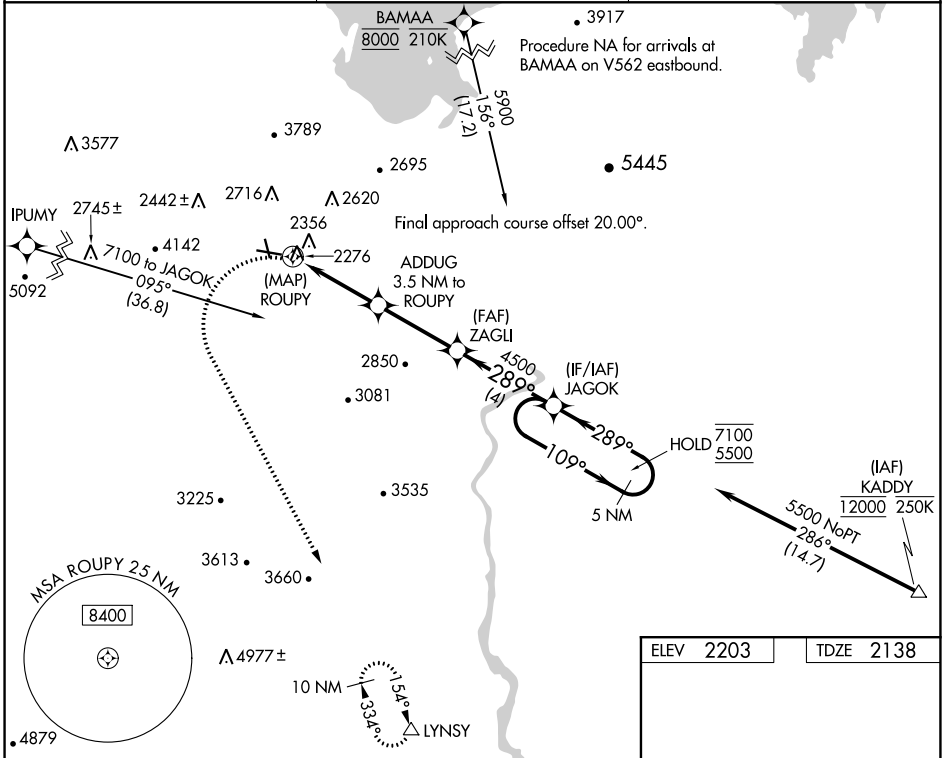 BAMAA
8000 210K
3917
Procedure NA for arrivals at
BAMAA on V562 eastbound.
5900
156°
(17.2)
3789
3577
2695
5445
IPUMY
2745±
2442±
2716
2620
Final approach course offset 20.00°.
2356
4142
7100 to JAGOK
095°
(36.8)
2276
5092
(MAP)
ROUPY
ADDUG
3.5 NM to
ROUPY
(FAF)
ZAGLI
2850
4500
289°
(4)
(IF/IAF)
JAGOK
3081
289°
109°
HOLD 7100
5500
5 NM
(IAF)
KADDY
12000 250K
5500 NoPT
286°
(14.7)
3225
3535
3613
3660
MSA ROUPY 25 NM
8400
4977±
10 NM
154°
334°
LYNSY
4879
ELEV 2203
TDZE 2138